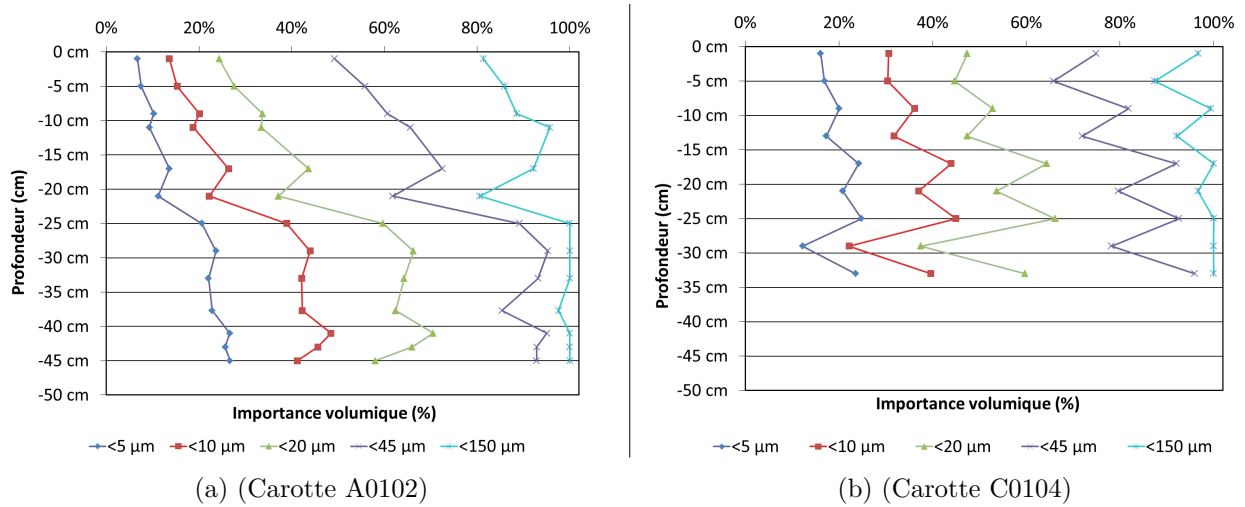 0% 20% 40% 60% 80% 100%
0 cm
-5 cm
-10 cm
-15 cm
-20 cm
-25 cm
-30 cm
-35 cm
-40 cm
-45 cm
-50 cm
Profondeur (cm)
Importance volumique (%)
<5 µm <10 µm <20 µm <45 µm <150 µm
(a) (Carotte A0102)
0% 20% 40% 60% 80% 100%
0 cm
-5 cm
-10 cm
-15 cm
-20 cm
-25 cm
-30 cm
-35 cm
-40 cm
-45 cm
-50 cm
Profondeur (cm)
Importance volumique (%)
<5 µm <10 µm <20 µm <45 µm <150 µm
(b) (Carotte C0104)